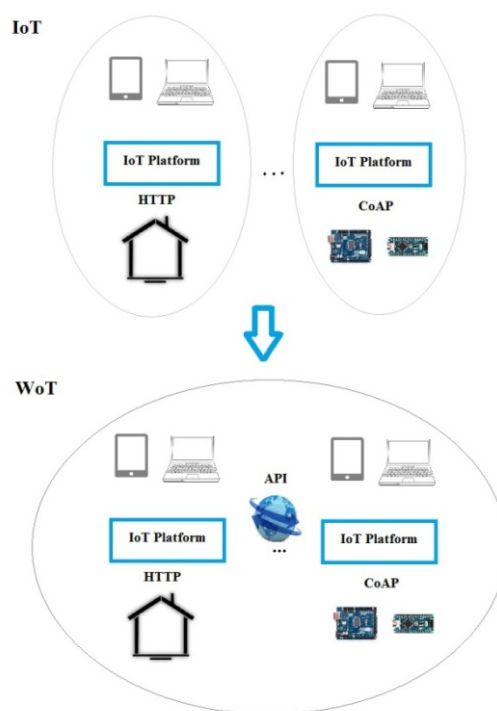 IoT
IoT Platform
HTTP
...
IoT Platform
CoAP
WoT
API
...
IoT Platform
HTTP
IoT Platform
CoAP